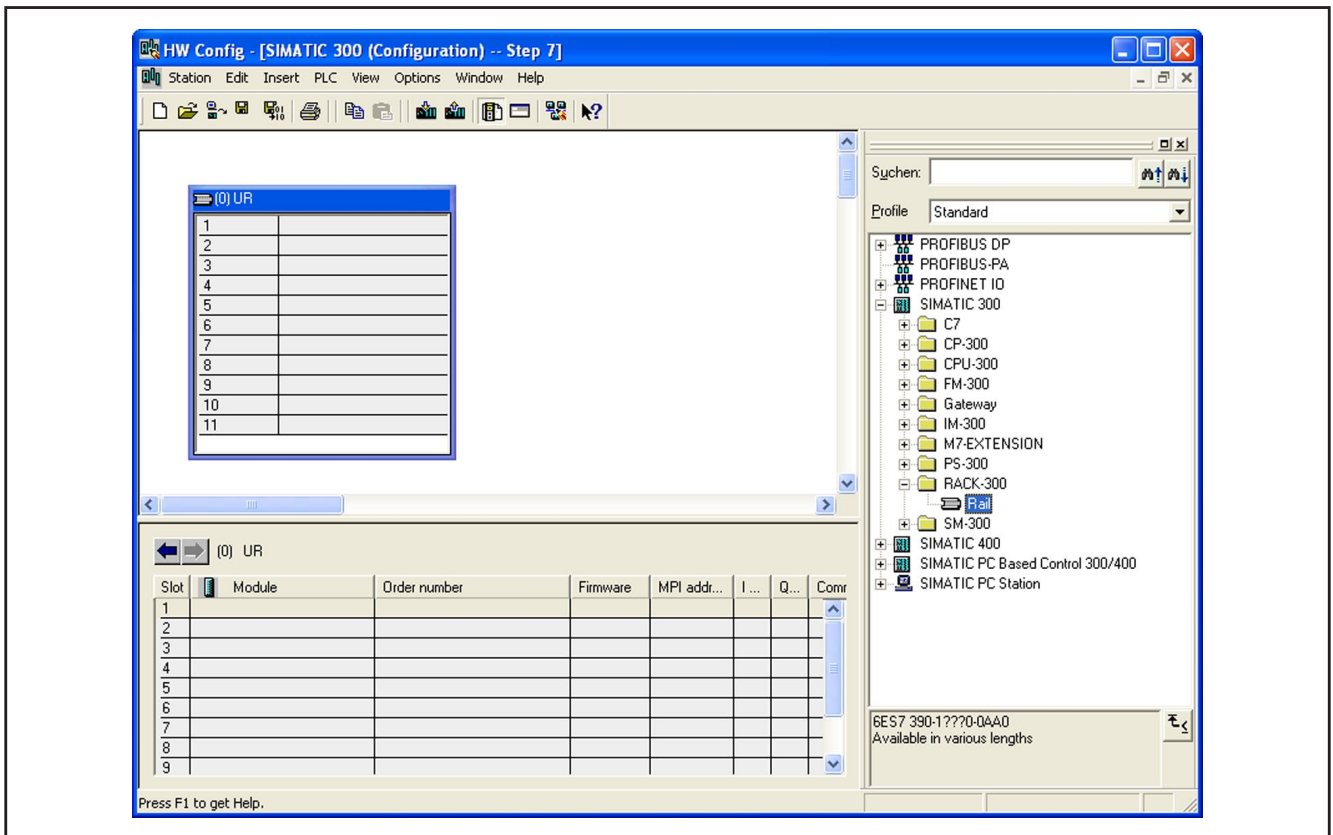 HW Config - [SIMATIC 300 (Configuration) -- Step 7]
Station Edit Insert PLC View Options Window Help
(0) UR
1
2
3
4
5
6
7
8
9
10
11
Suchen:
Profile Standard
PROFIBUS DP
PROFIBUS-PA
PROFINET IO
SIMATIC 300
C7
CP-300
CPU-300
FM-300
Gateway
IM-300
M7-EXTENSION
PS-300
RACK-300
Rail
SM-300
SIMATIC 400
SIMATIC PC Based Control 300/400
SIMATIC PC Station
(0) UR
Slot Module Order number Firmware MPI addr... I ... Q... Comr
1
2
3
4
5
6
7
8
9
6ES7 390-1???0-0AA0
Available in various lengths
Press F1 to get Help.